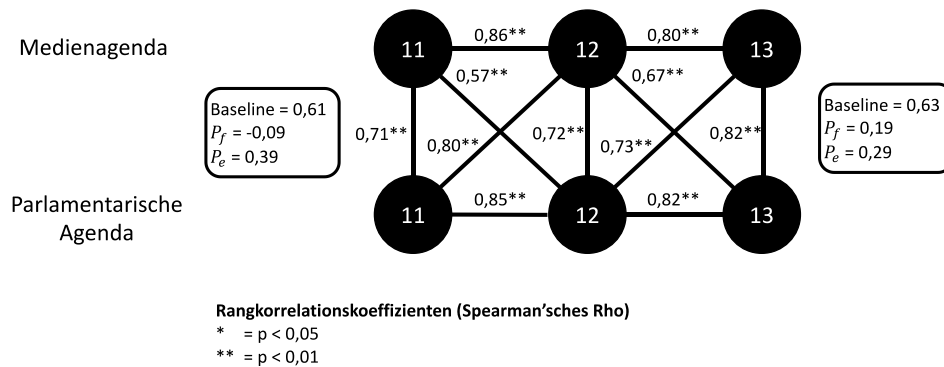 Medienagenda
11
0,86**
12
0,80**
13
0,57**
0,67**
Baseline = 0,61
P_f = -0,09
P_e = 0,39
0,71**
0,80**
0,72**
0,73**
0,82**
Baseline = 0,63
P_f = 0,19
P_e = 0,29
Parlamentarische
Agenda
11
0,85**
12
0,82**
13
Rangkorrelationskoeffizienten (Spearman’sches Rho)
* = p < 0,05
** = p < 0,01